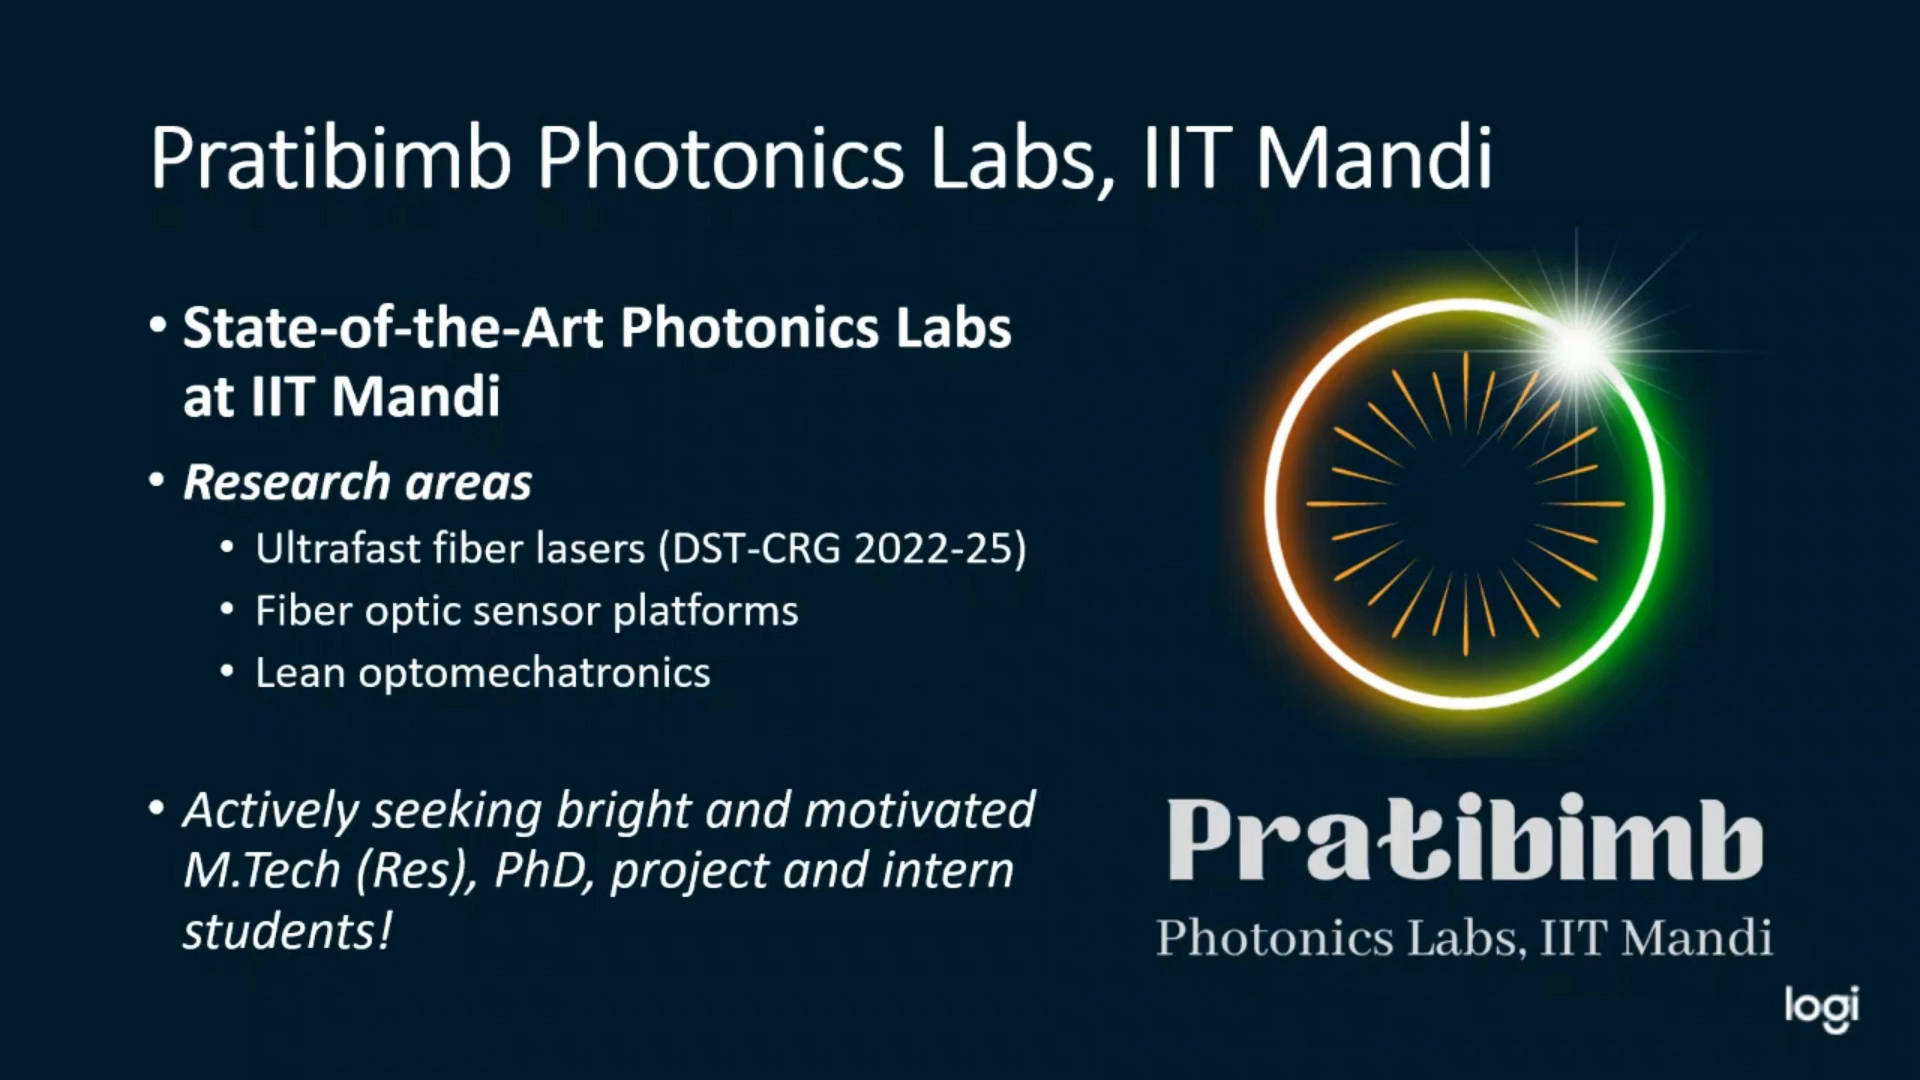 Pratibimb Photonics Labs, IIT Mandi
• State-of-the-Art Photonics Labs
at IIT Mandi
• Research areas
• Ultrafast fiber lasers (DST-CRG 2022-25)
• Fiber optic sensor platforms
• Lean optomechatronics
• Actively seeking bright and motivated
M.Tech (Res), PhD, project and intern
students!
Pratibimb
Photonics Labs, IIT Mandi
logi